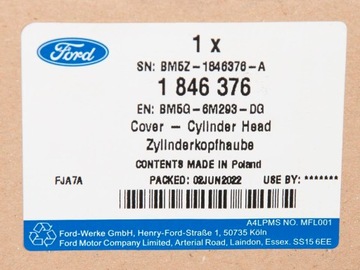 Ford
1 x
SN: BM5Z-1846376-A
1 846 376
EN: BM5G-6M293-DG
Cover - Cylinder Head
Zylinderkopfhaube
CONTENTS MADE IN Poland
FJA7A PACKED: 02JUN2022 USE BY: *******
A4LPMS NO. MFL001
Ford-Werke GmbH, Henry-Ford-Straße 1, 50735 Köln
Ford Motor Company Limited, Arterial Road, Laindon, Essex. SS15 6EE